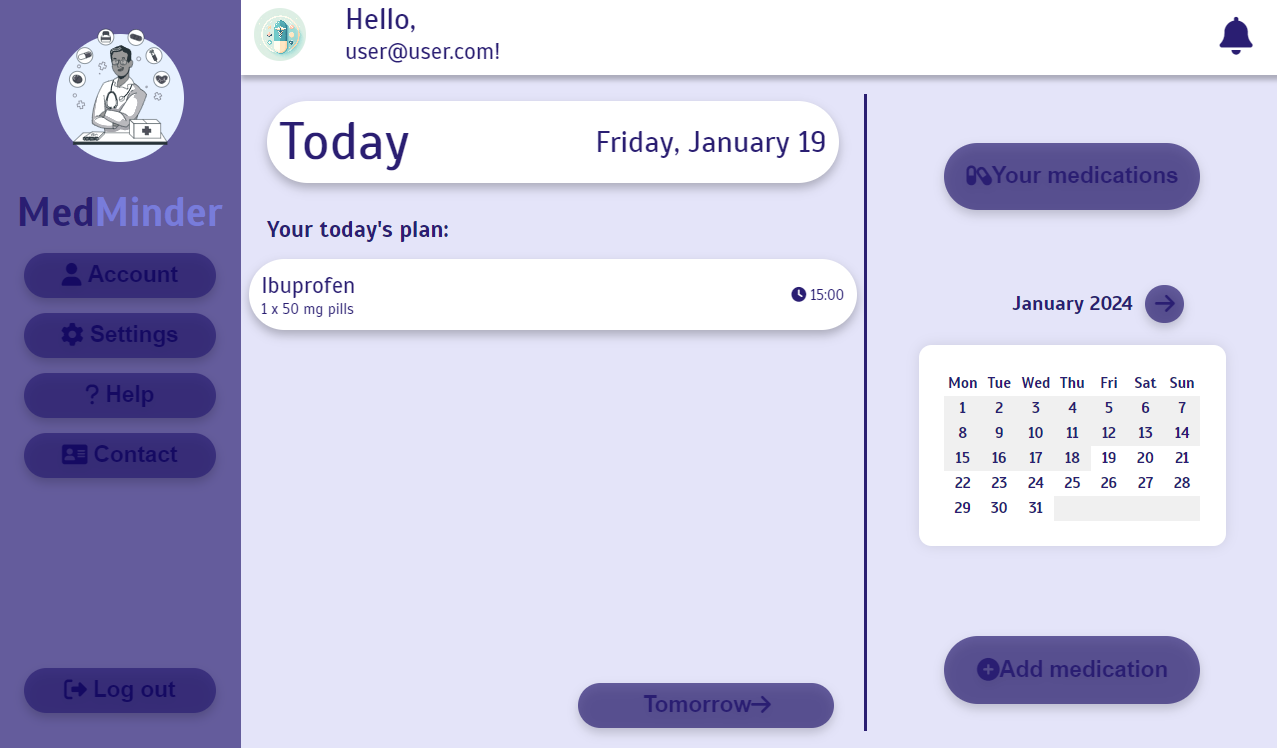 MedMinder
Account
Settings
? Help
Contact
Log out
Hello,
user@user.com!
Today
Friday, January 19
Your today's plan:
Ibuprofen
1 x 50 mg pills
15:00
Tomorrow→
Your medications
January 2024 →
Mon Tue Wed Thu Fri Sat Sun
1 2 3 4 5 6 7
8 9 10 11 12 13 14
15 16 17 18 19 20 21
22 23 24 25 26 27 28
29 30 31
Add medication